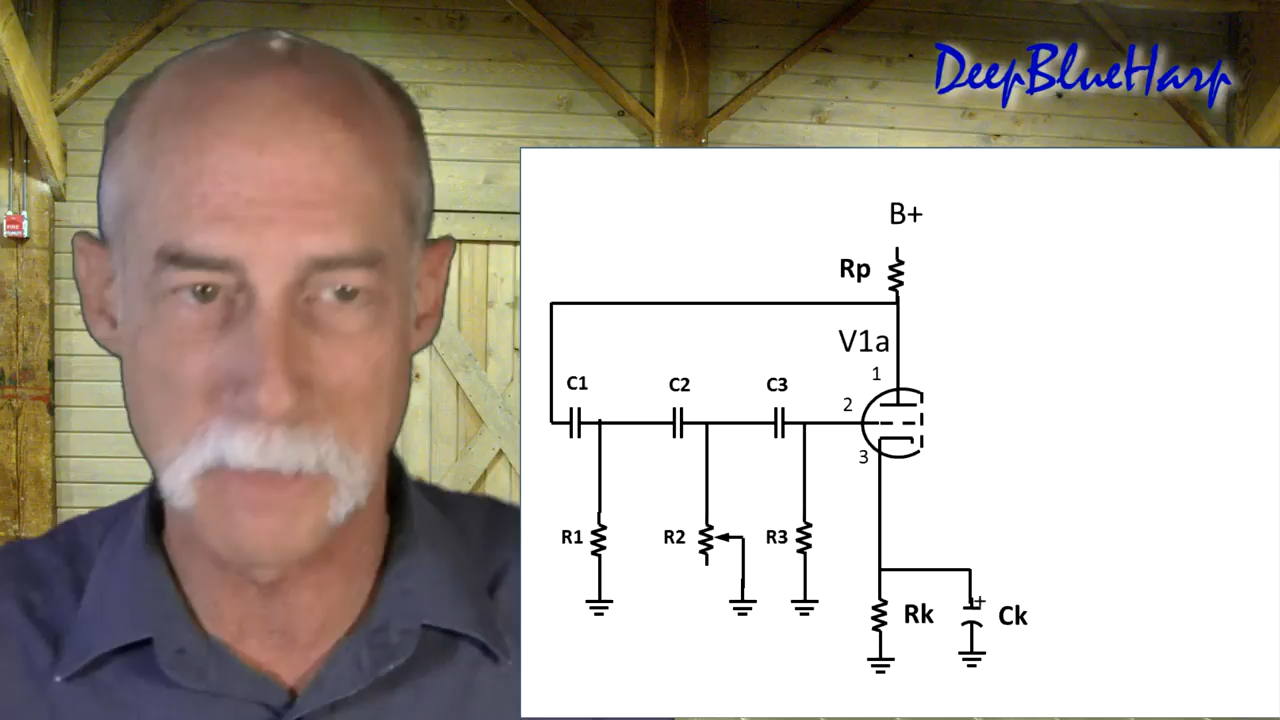 DeepBlueHarp
B+
Rp
V1a
1
C1 C2 C3
2
3
R1 R2 R3
+
Rk Ck